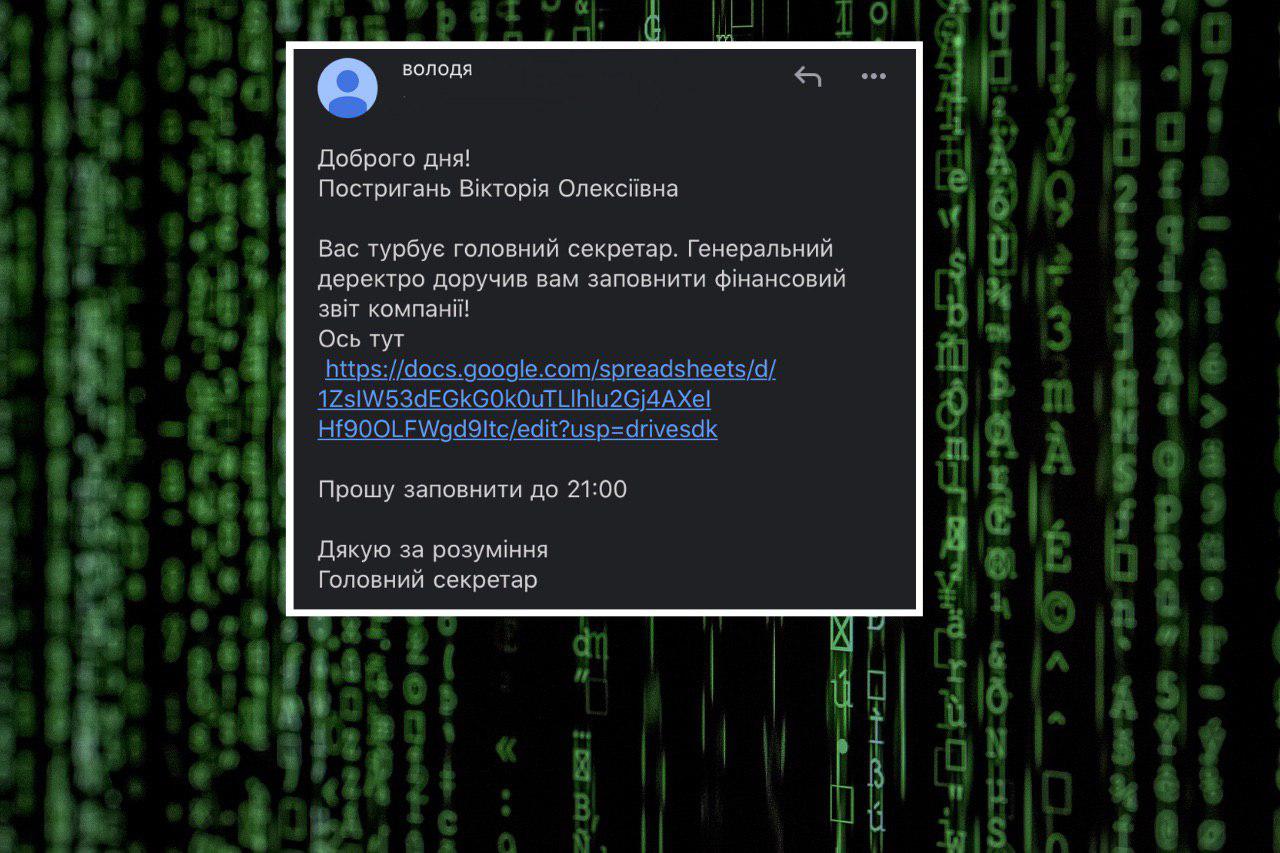 володя
Доброго дня!
Постригань Вікторія Олексіївна
Вас турбує головний секретар. Генеральний
деректро доручив вам заповнити фінансовий
звіт компанії!
Ось тут
https://docs.google.com/spreadsheets/d/
1ZsIW53dEGkG0k0uTLlhlu2Gj4AXeI
Hf90OLFWgd9Itc/edit?usp=drivesdk
Прошу заповнити до 21:00
Дякую за розуміння
Головний секретар